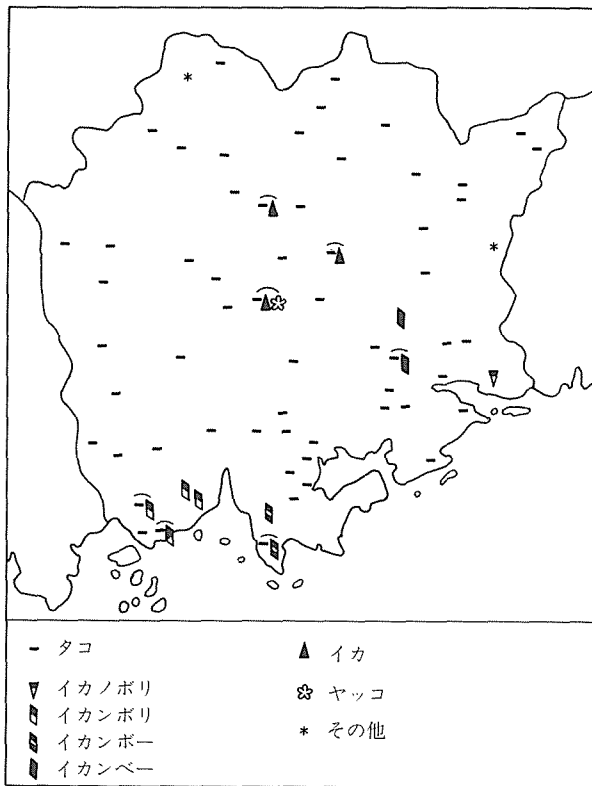 タコ
イカノボリ
イカンボリ
イカンボー
イカンベー
イカ
ヤッコ
その他